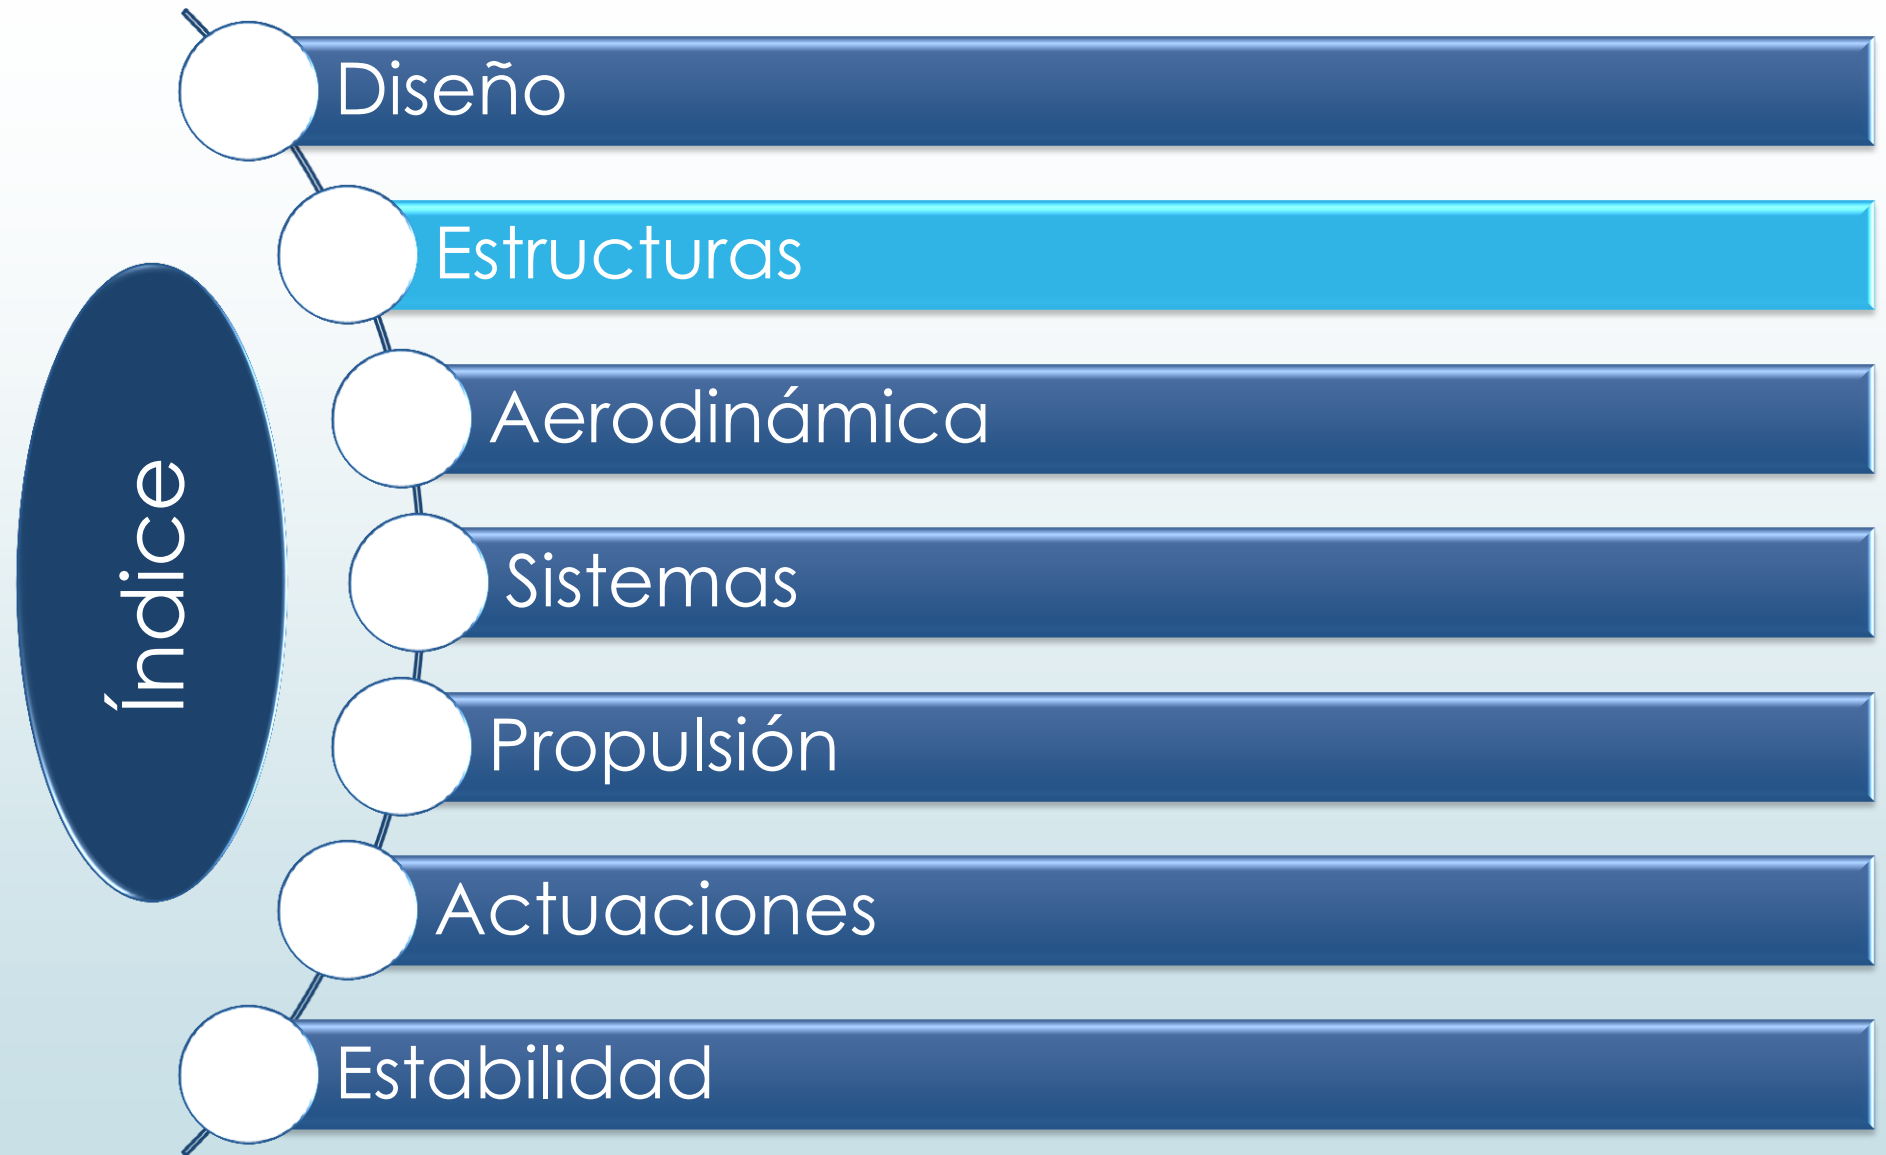 Índice
Diseño
Estructuras
Aerodinámica
Sistemas
Propulsión
Actuaciones
Estabilidad